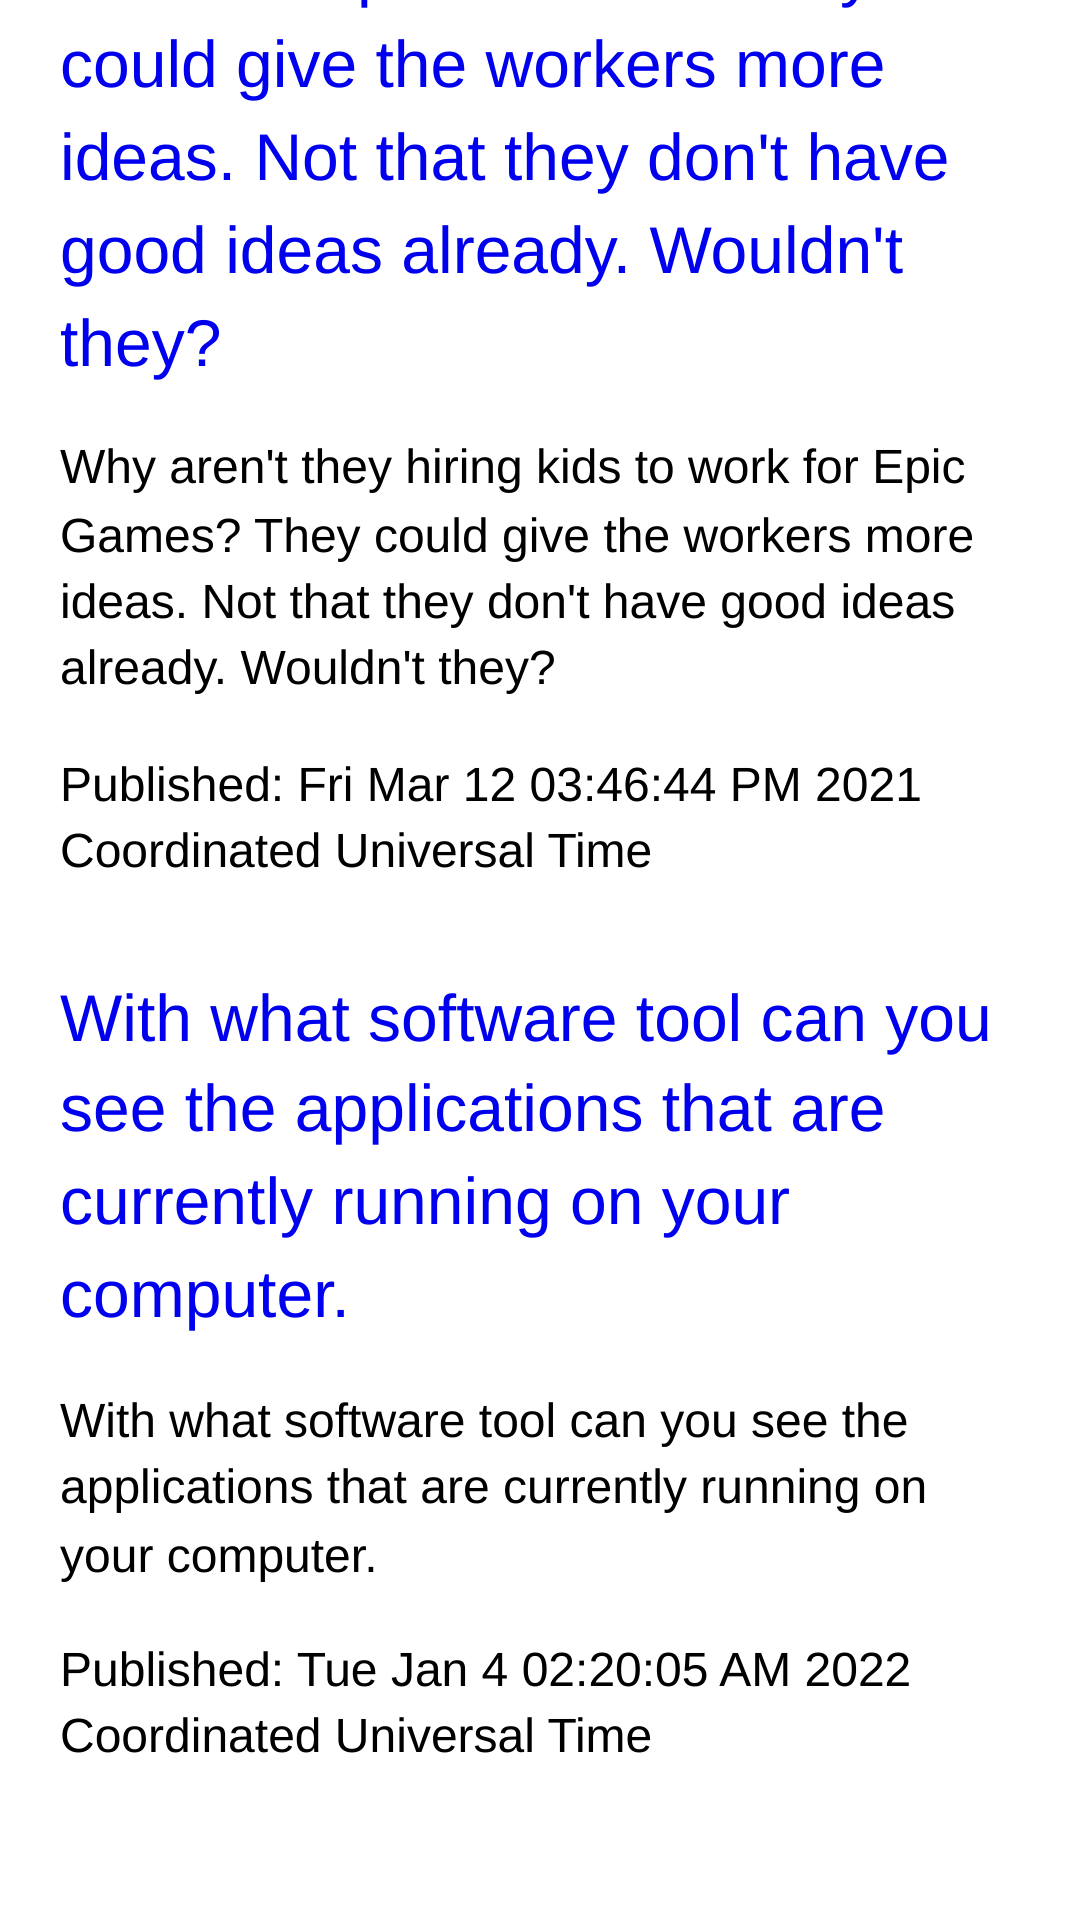 could give the workers more
ideas. Not that they don't have
good ideas already. Wouldn't
they?
Why aren't they hiring kids to work for Epic
Games? They could give the workers more
ideas. Not that they don't have good ideas
already. Wouldn't they?
Published: Fri Mar 12 03:46:44 PM 2021
Coordinated Universal Time
With what software tool can you
see the applications that are
currently running on your
computer.
With what software tool can you see the
applications that are currently running on
your computer.
Published: Tue Jan 4 02:20:05 AM 2022
Coordinated Universal Time